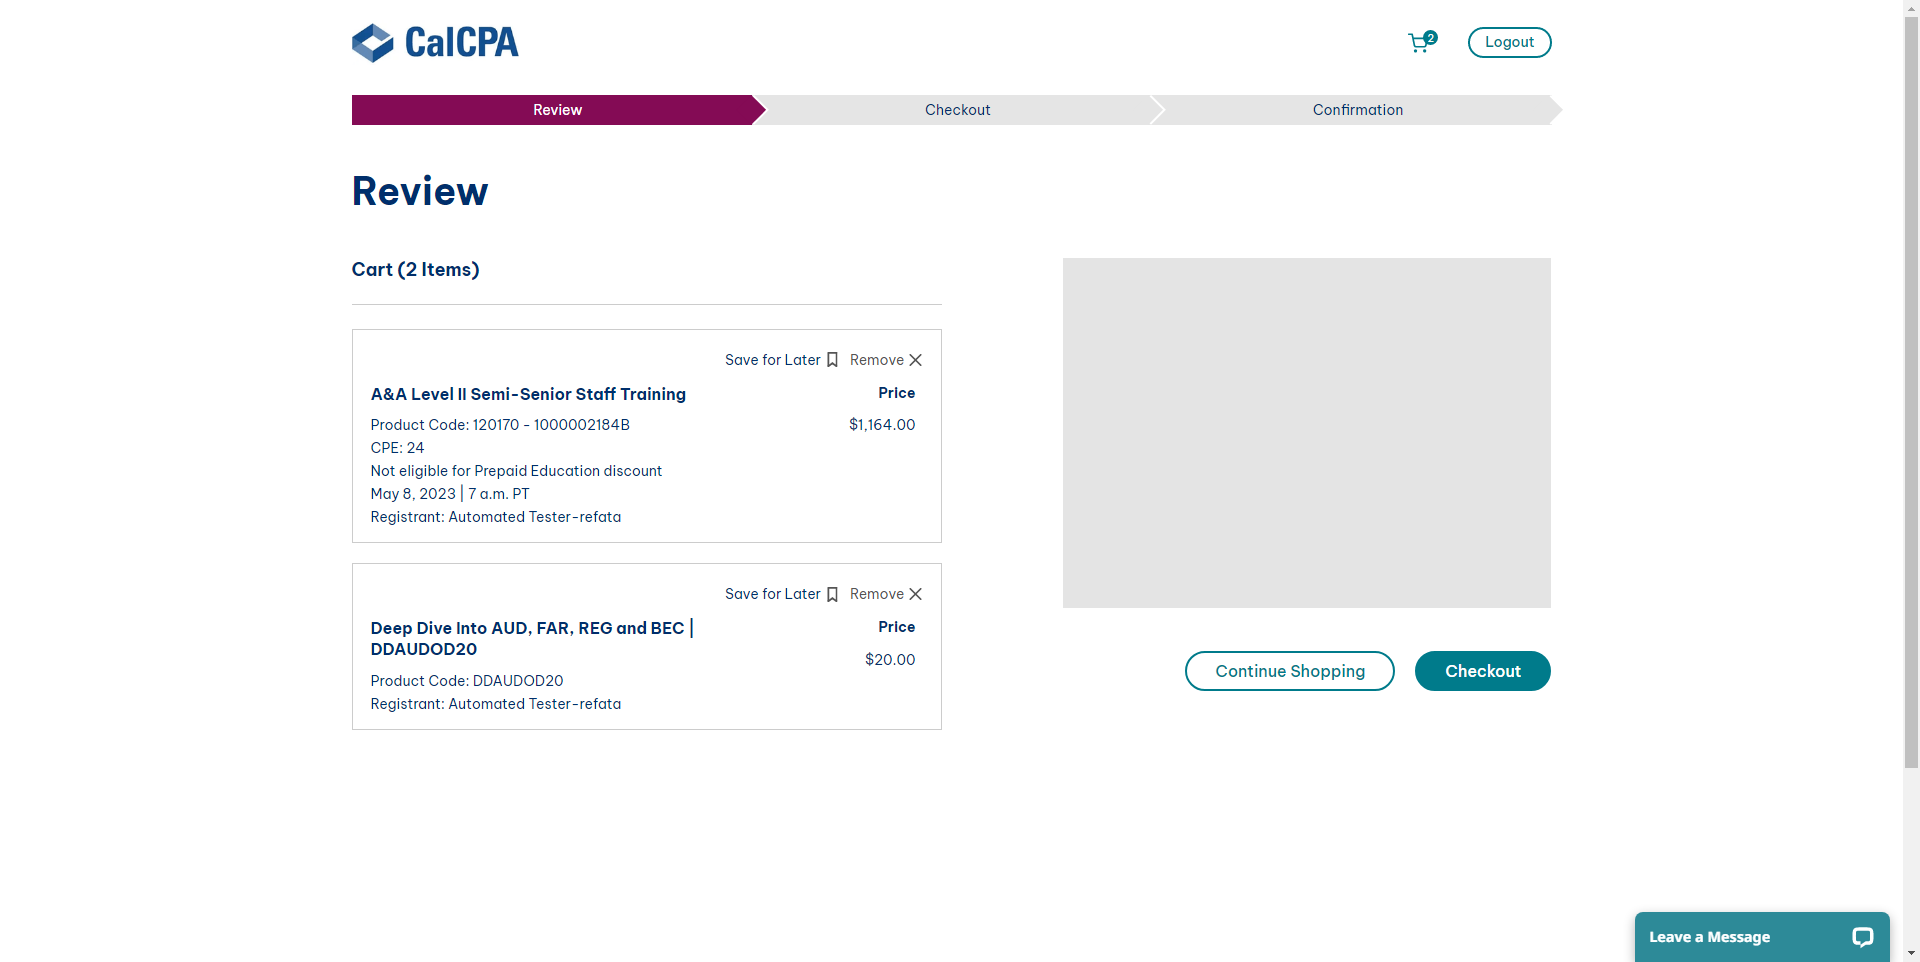 CalCPA
2
Logout
Review
Checkout
Confirmation
Review
Cart (2 Items)
Save for Later
Remove
A&A Level II Semi-Senior Staff Training
Price
Product Code: 120170 - 1000002184B
$1,164.00
CPE: 24
Not eligible for Prepaid Education discount
May 8, 2023 | 7 a.m. PT
Registrant: Automated Tester-refata
Save for Later
Remove
Deep Dive Into AUD, FAR, REG and BEC |
DDAUDOD20
Price
$20.00
Product Code: DDAUDOD20
Registrant: Automated Tester-refata
Continue Shopping
Checkout
Leave a Message